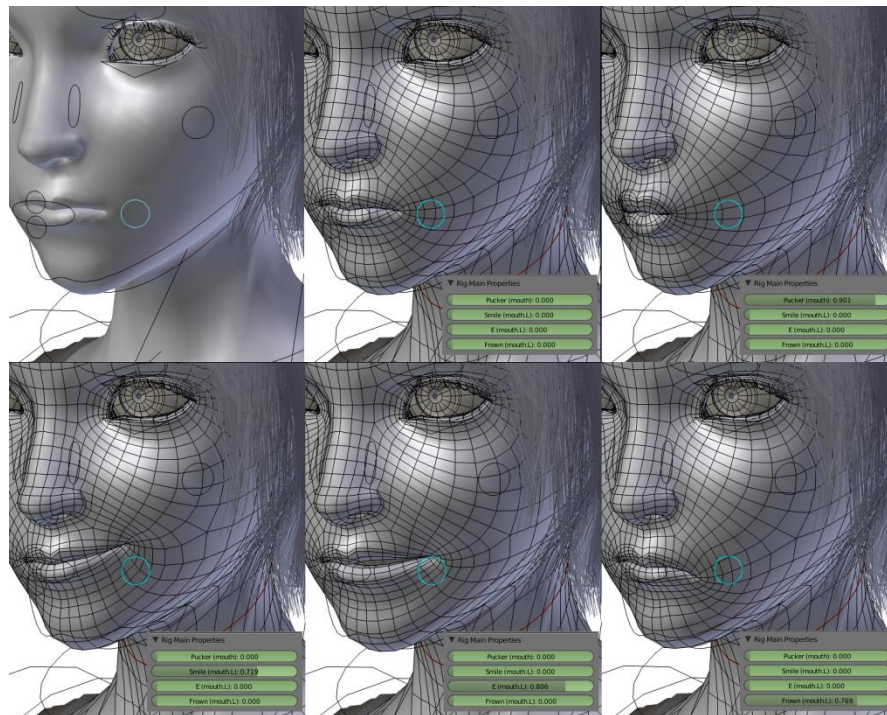 Rig Main Properties
Pucker (mouth): 0.000
Smile (mouth.L): 0.000
E (mouth.L): 0.000
Frown (mouth.L): 0.000
Rig Main Properties
Pucker (mouth): 0.901
Smile (mouth.L): 0.000
E (mouth.L): 0.000
Frown (mouth.L): 0.000
Rig Main Properties
Pucker (mouth): 0.000
Smile (mouth.L): 0.719
E (mouth.L): 0.000
Frown (mouth.L): 0.000
Rig Main Properties
Pucker (mouth): 0.000
Smile (mouth.L): 0.000
E (mouth.L): 0.806
Frown (mouth.L): 0.000
Rig Main Properties
Pucker (mouth): 0.000
Smile (mouth.L): 0.000
E (mouth.L): 0.000
Frown (mouth.L): 0.769